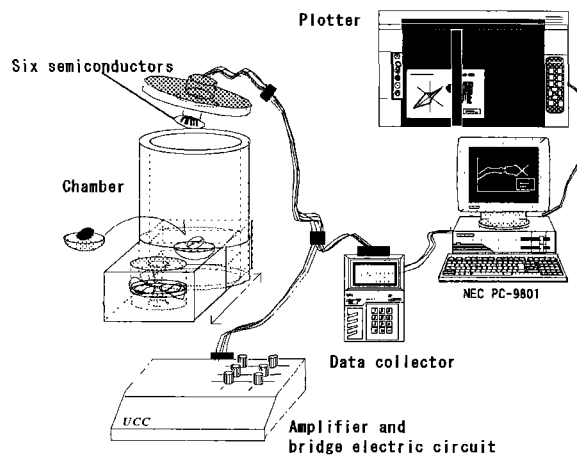 Plotter
Six semiconductors
Chamber
NEC PC-9801
Data collector
UCC
Amplifier and
bridge electric circuit